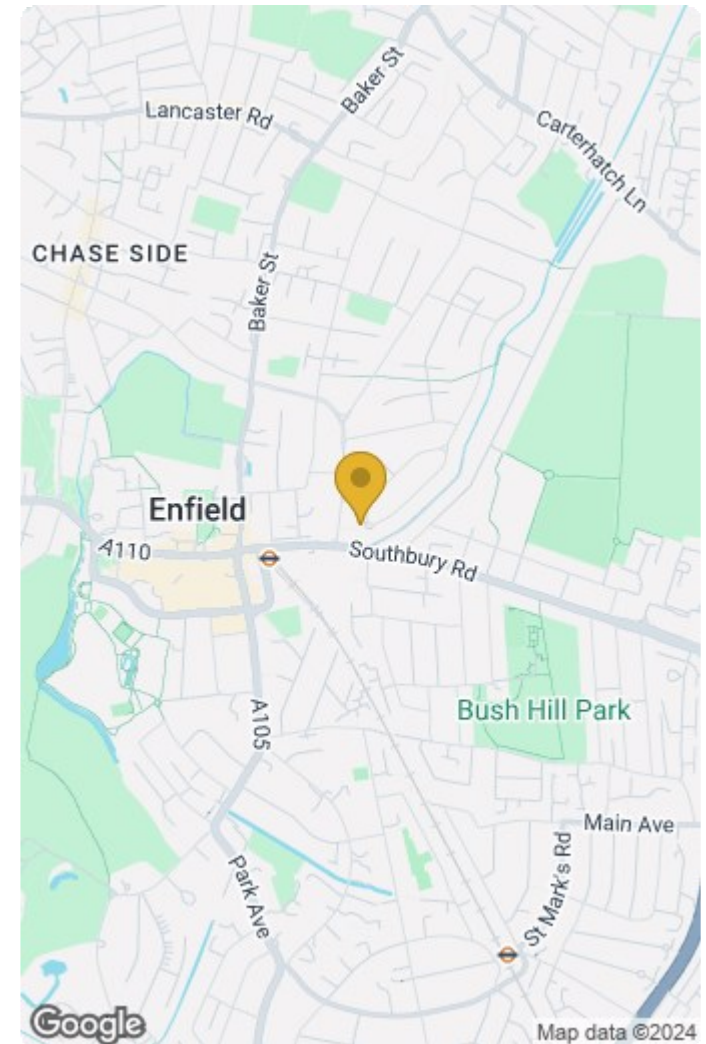 Baker St
Lancaster Rd
Carterhatch Ln
CHASE SIDE
Baker St
Enfield
A110
Southbury Rd
A105
Bush Hill Park
Main Ave
St Mark's Rd
Park Ave
Google
Map data ©2024